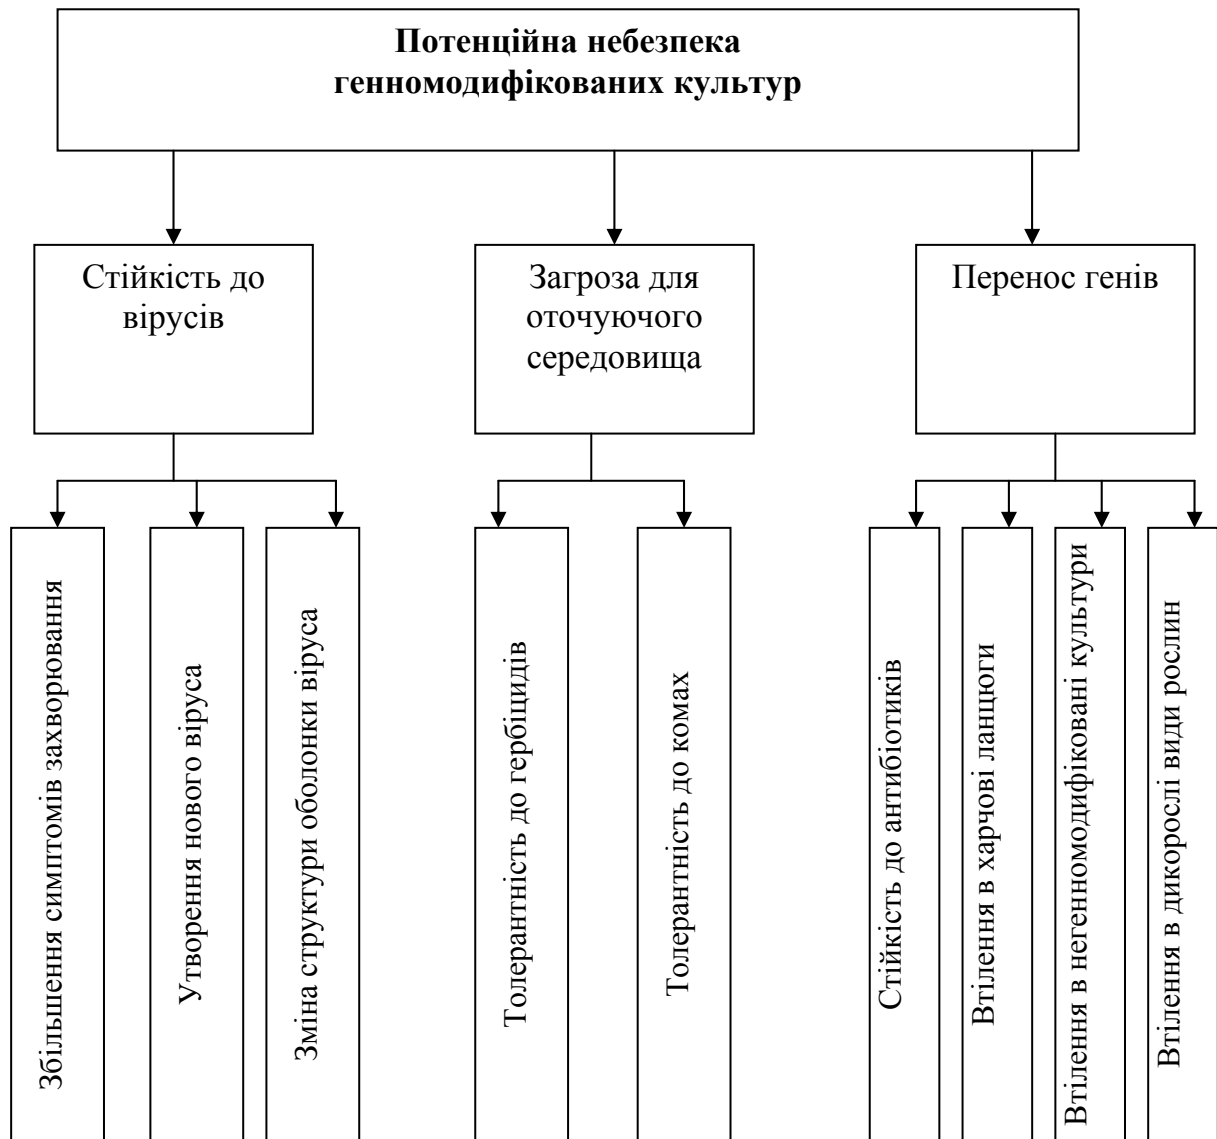 Потенційна небезпека
генномодифікованих культур
Стійкість до
вірусів
Загроза для
оточуючого
середовища
Перенос генів
Збільшення симптомів захворювання
Утворення нового віруса
Зміна структури оболонки віруса
Толерантність до гербіцидів
Толерантність до комах
Стійкість до антибіотиків
Втілення в харчові ланцюги
Втілення в негенномодифіковані культури
Втілення в дикорослі види рослин